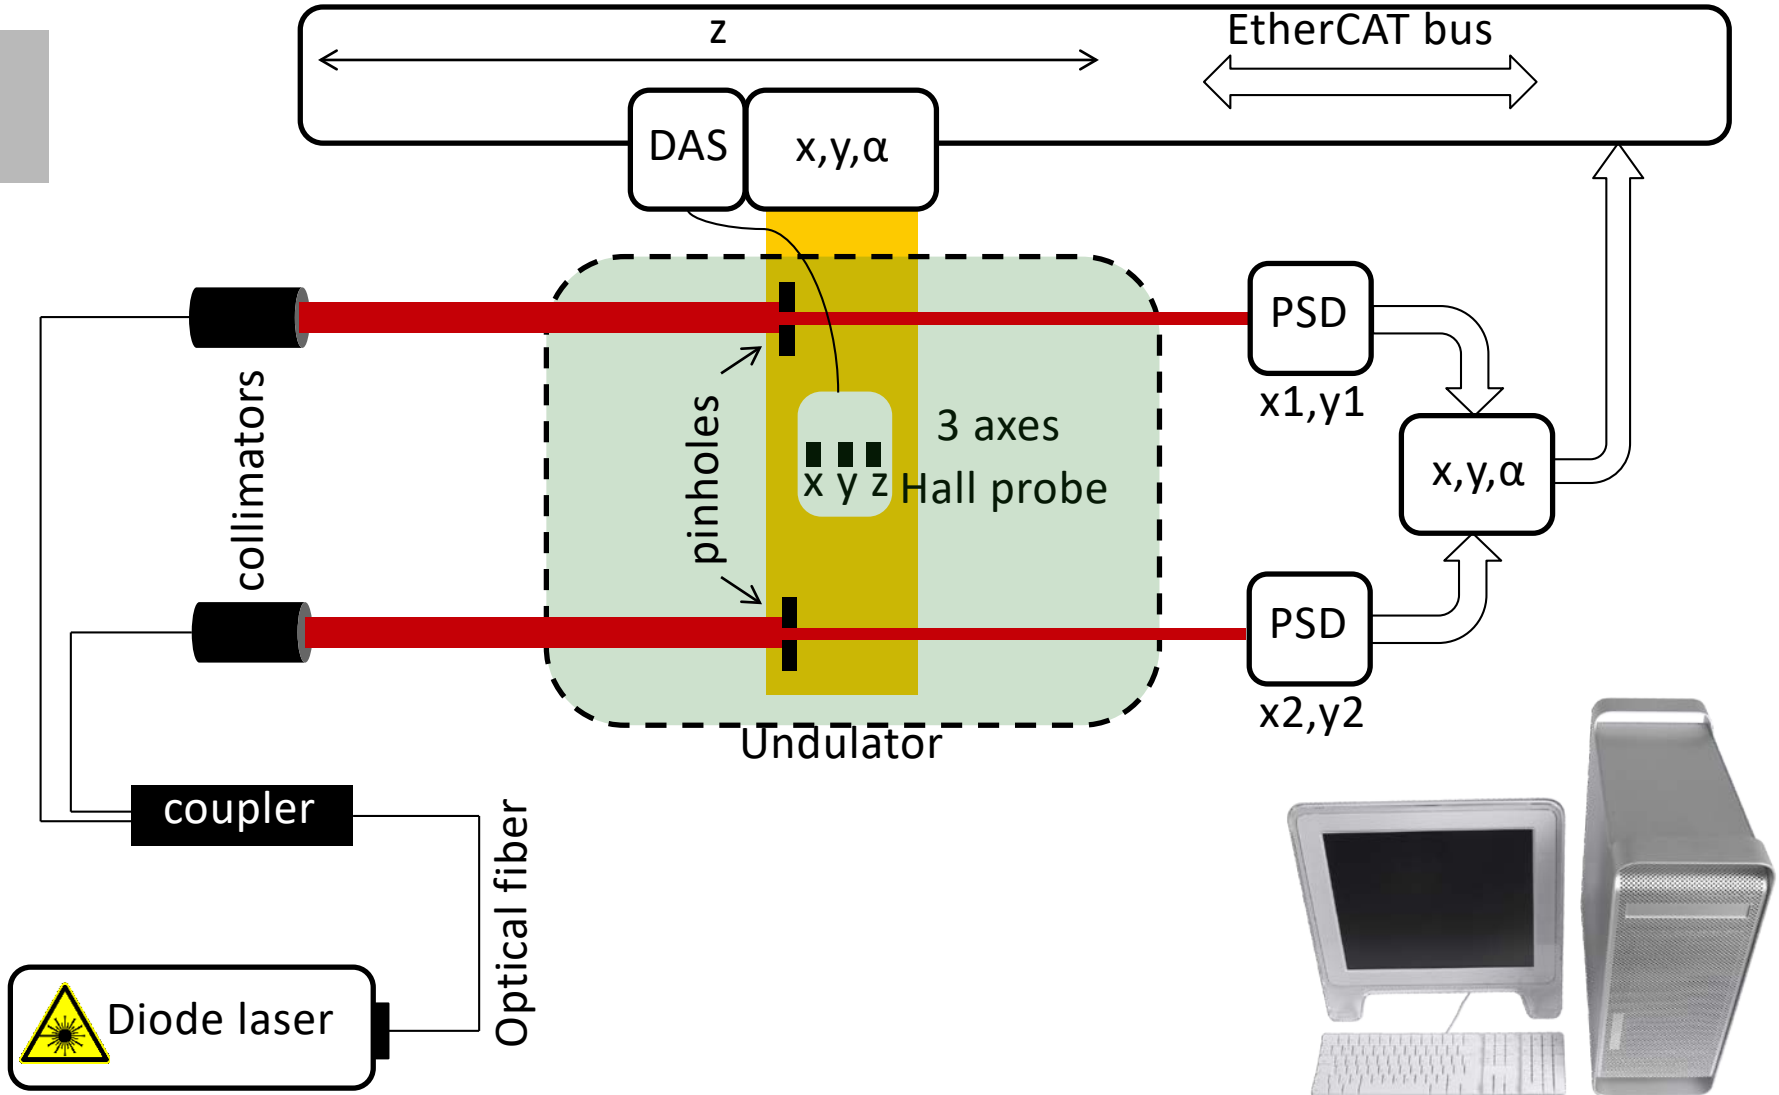 z
EtherCAT bus
DAS
x,y,α
PSD
x1,y1
collimators
pinholes
3 axes
x y z Hall probe
x,y,α
PSD
x2,y2
Undulator
coupler
Optical fiber
Diode laser